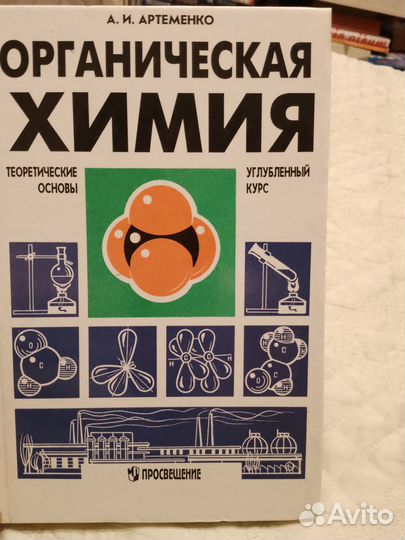 А. И. АРТЕМЕНКО
ОРГАНИЧЕСКАЯ
ХИМИЯ
ТЕОРЕТИЧЕСКИЕ
ОСНОВЫ
УГЛУБЛЕННЫЙ
КУРС
O
C
H
H
C
C
H
H
C
H
ПРОСВЕЩЕНИЕ
Avito